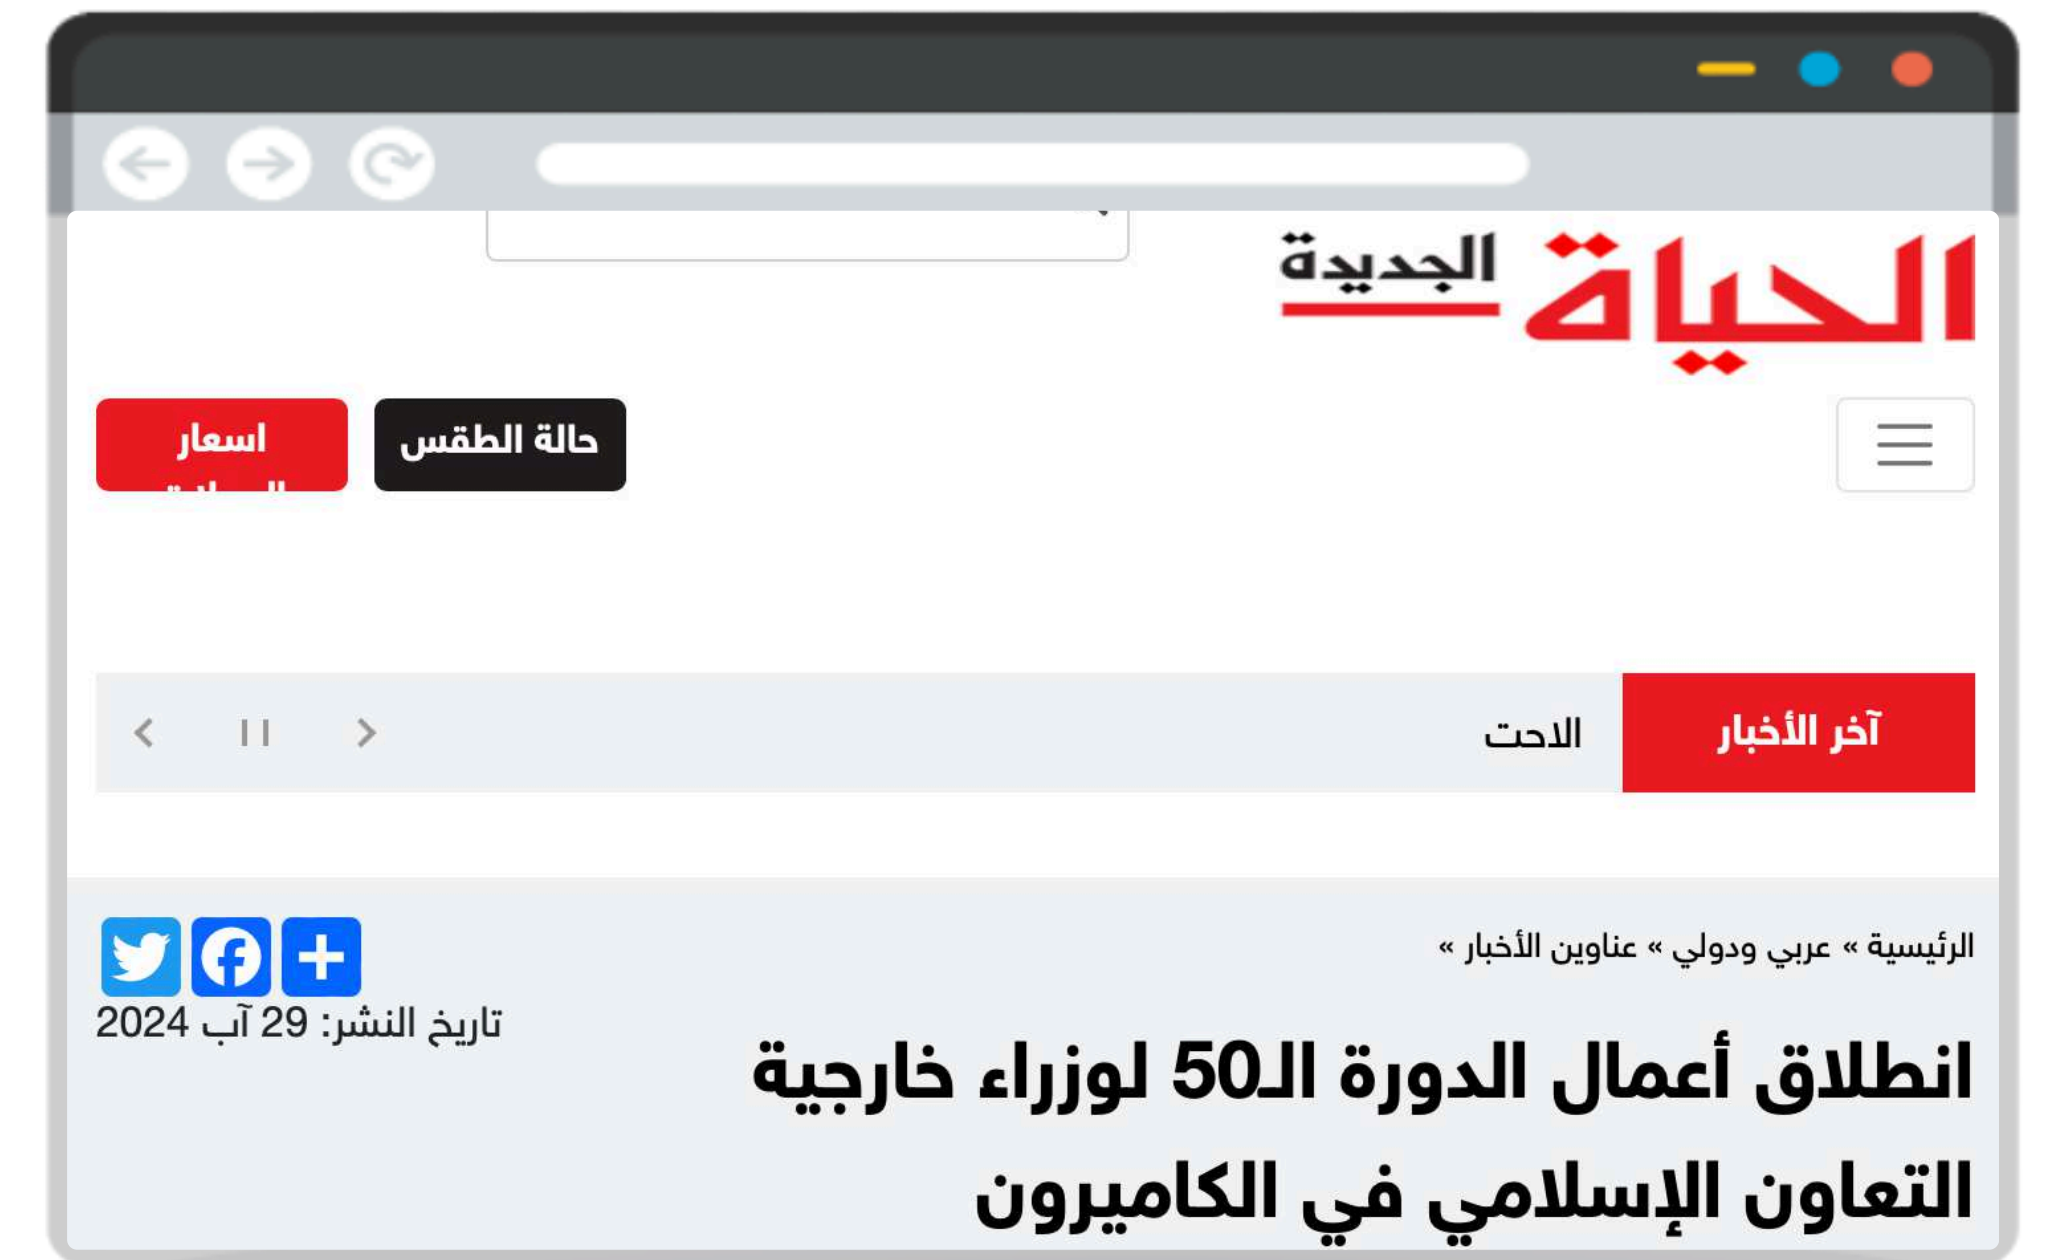 الحياة الجديدة
حالة الطقس
اسعار
آخر الأخبار
الاحت
الرئيسية » عربي ودولي » عناوين الأخبار »
تاريخ النشر: 29 آب 2024
انطلاق أعمال الدورة الـ50 لوزراء خارجية
التعاون الإسلامي في الكاميرون